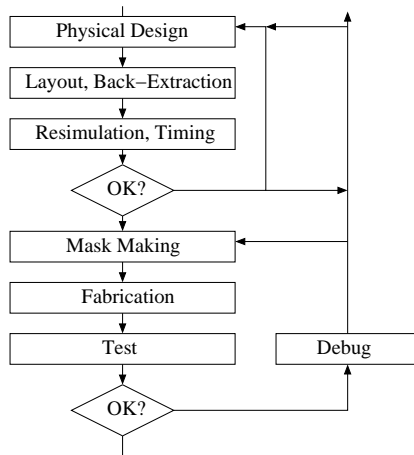 Physical Design
Layout, Back−Extraction
Resimulation, Timing
OK?
Mask Making
Fabrication
Test
Debug
OK?